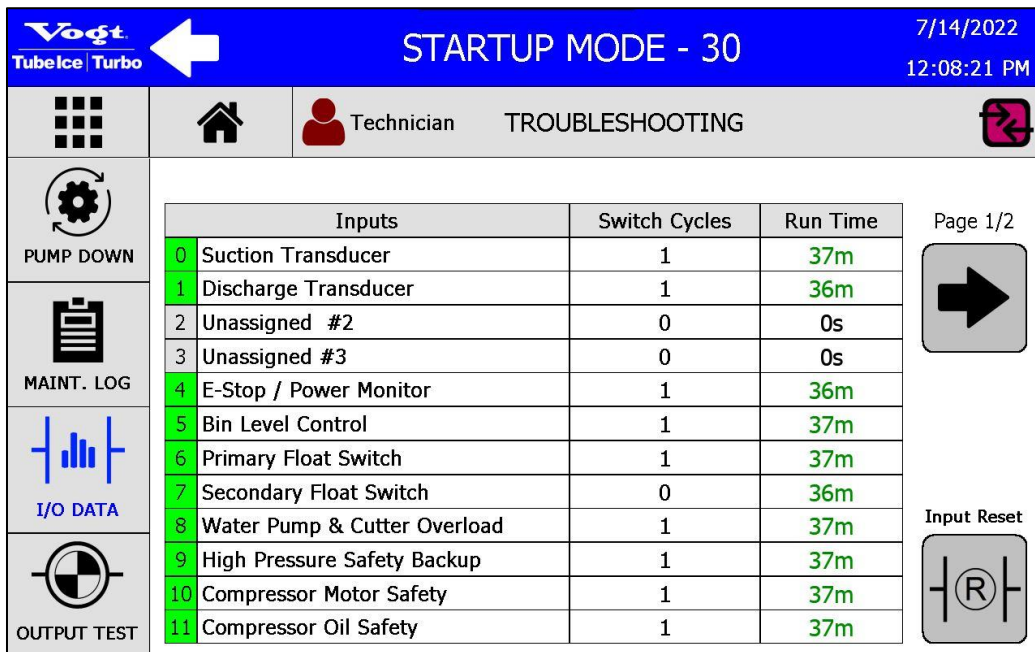 Vogt
TubeIce | Turbo
STARTUP MODE - 30
7/14/2022
12:08:21 PM
Technician
TROUBLESHOOTING
PUMP DOWN
MAINT. LOG
I/O DATA
OUTPUT TEST
Inputs Switch Cycles Run Time
0 Suction Transducer 1 37m
1 Discharge Transducer 1 36m
2 Unassigned #2 0 0s
3 Unassigned #3 0 0s
4 E-Stop / Power Monitor 1 36m
5 Bin Level Control 1 37m
6 Primary Float Switch 1 37m
7 Secondary Float Switch 0 36m
8 Water Pump & Cutter Overload 1 37m
9 High Pressure Safety Backup 1 37m
10 Compressor Motor Safety 1 37m
11 Compressor Oil Safety 1 37m
Page 1/2
Input Reset
R